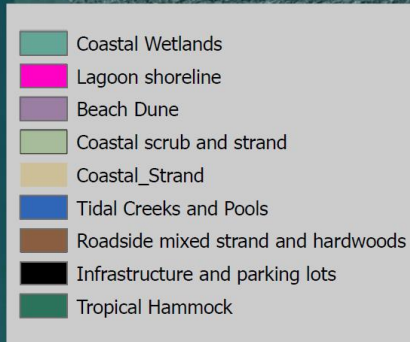 Coastal Wetlands
Lagoon shoreline
Beach Dune
Coastal scrub and strand
Coastal_Strand
Tidal Creeks and Pools
Roadside mixed strand and hardwoods
Infrastructure and parking lots
Tropical Hammock